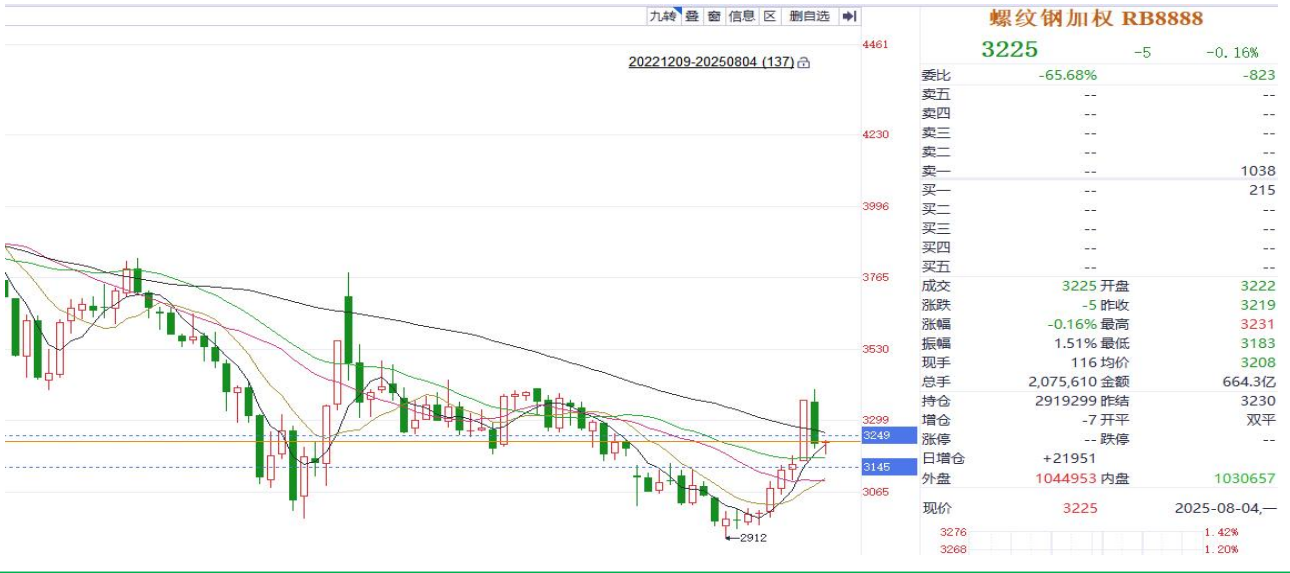 九转 叠 窗 信息 区 删自选
20221209-20250804 (137)
4461
4230
3996
3765
3530
3299
3249
3145
3065
2912
螺纹钢加权 RB8888
3225 -5 -0.16%
委比 -65.68% -823
卖五 -- --
卖四 -- --
卖三 -- --
卖二 -- --
卖一 -- 1038
买一 -- 215
买二 -- --
买三 -- --
买四 -- --
买五 -- --
成交 3225 开盘 3222
涨跌 -5 昨收 3219
涨幅 -0.16% 最高 3231
振幅 1.51% 最低 3183
现手 116 均价 3208
总手 2,075,610 金额 664.3亿
持仓 2919299 昨结 3230
增仓 -7 开平 双平
涨停 -- 跌停 --
日增仓 +21951
外盘 1044953 内盘 1030657
现价 3225 2025-08-04,一
3276 1.42%
3268 1.20%